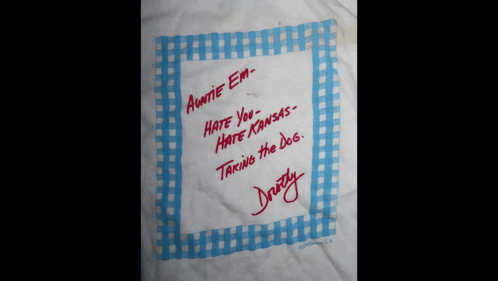 AUNTIE EM-
HATE YOU-
HATE KANSAS-
TAKING the DOG.
Dorothy